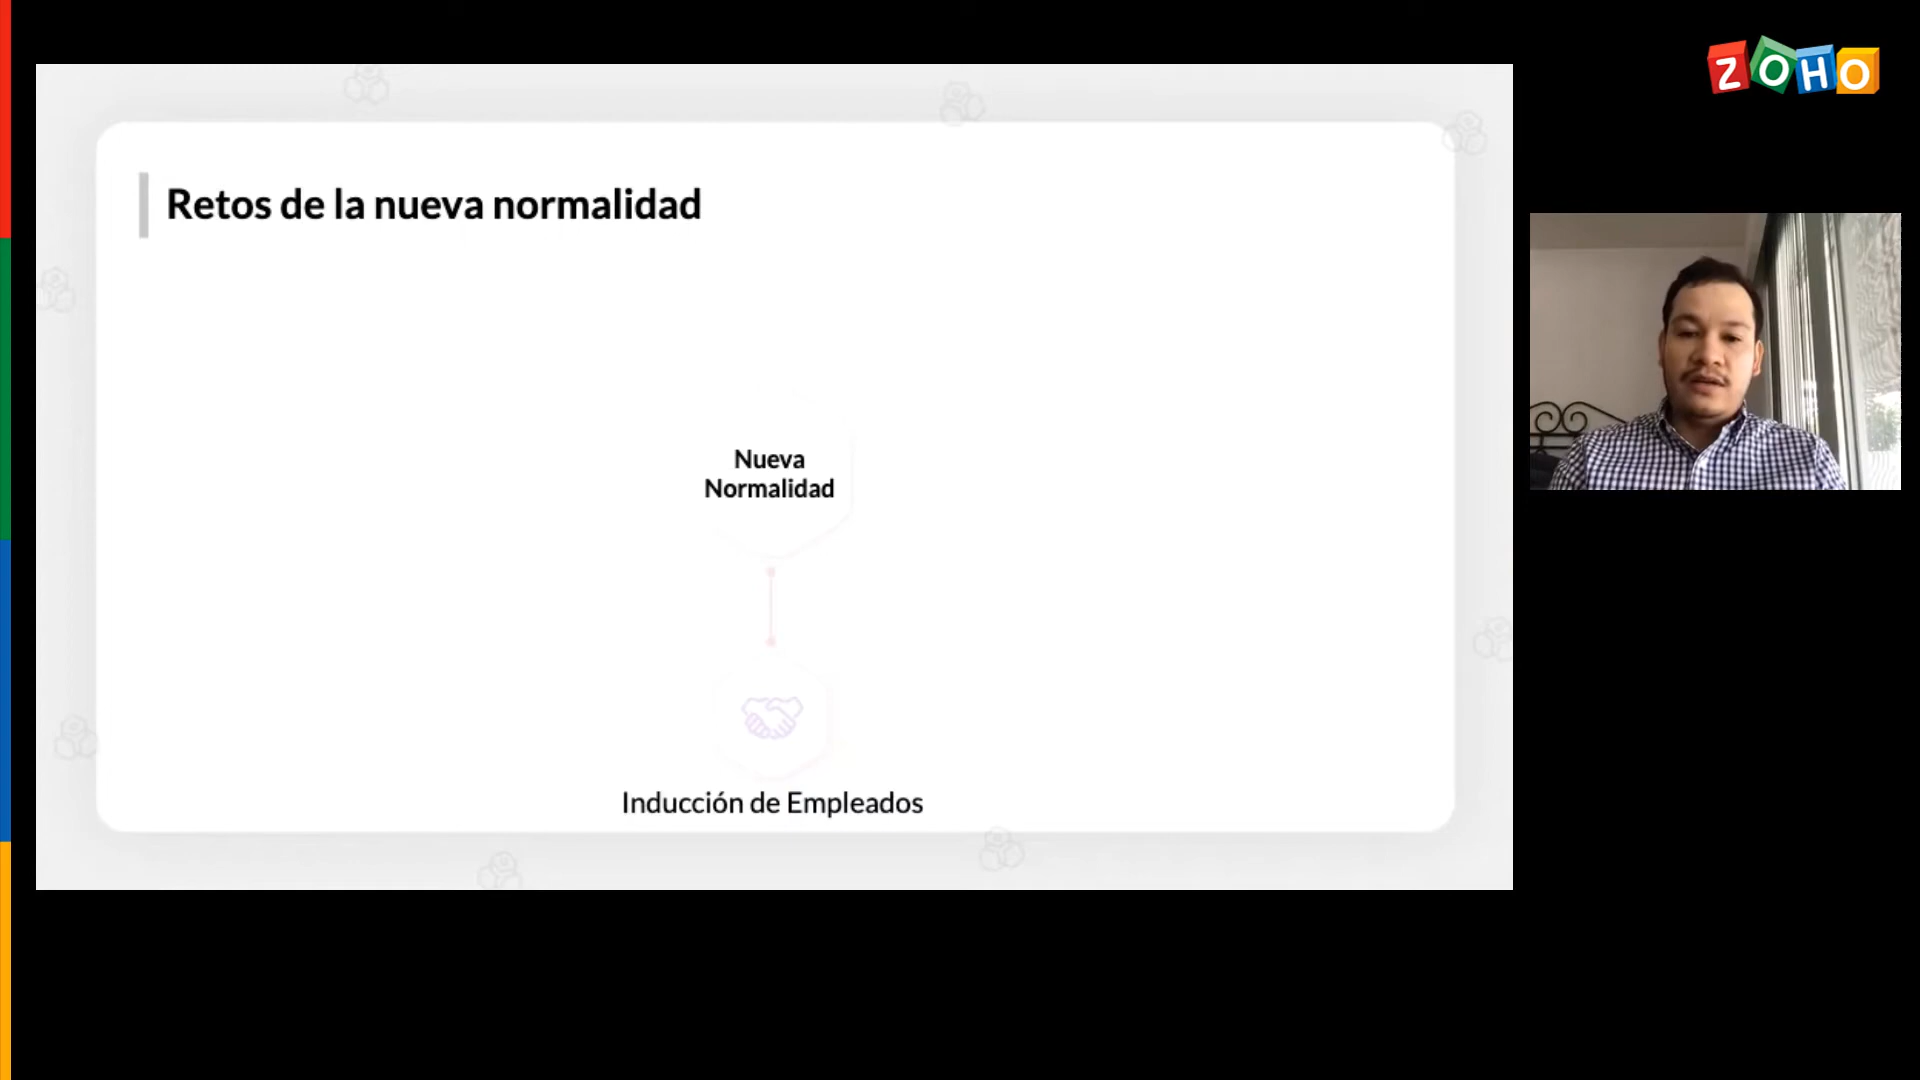 ZOHO
Retos de la nueva normalidad
Nueva
Normalidad
Inducción de Empleados